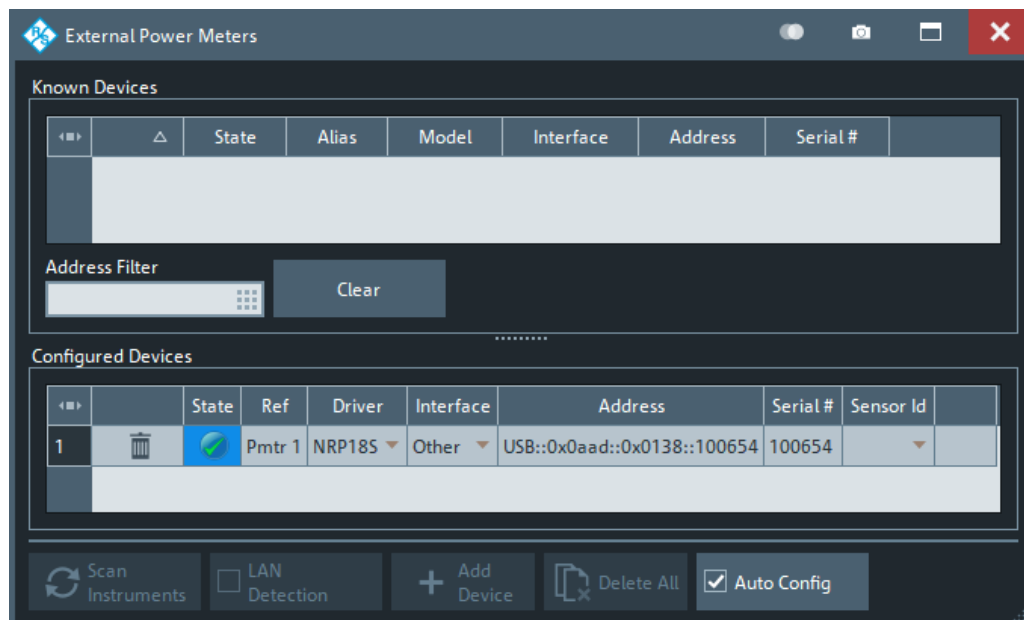 External Power Meters
Known Devices
State Alias Model Interface Address Serial #
Address Filter
Clear
Configured Devices
State Ref Driver Interface Address Serial # Sensor Id
1 Pmtr 1 NRP18S Other USB::0x0aad::0x0138::100654 100654
Scan
Instruments
LAN
Detection
Add
Device
Delete All
Auto Config